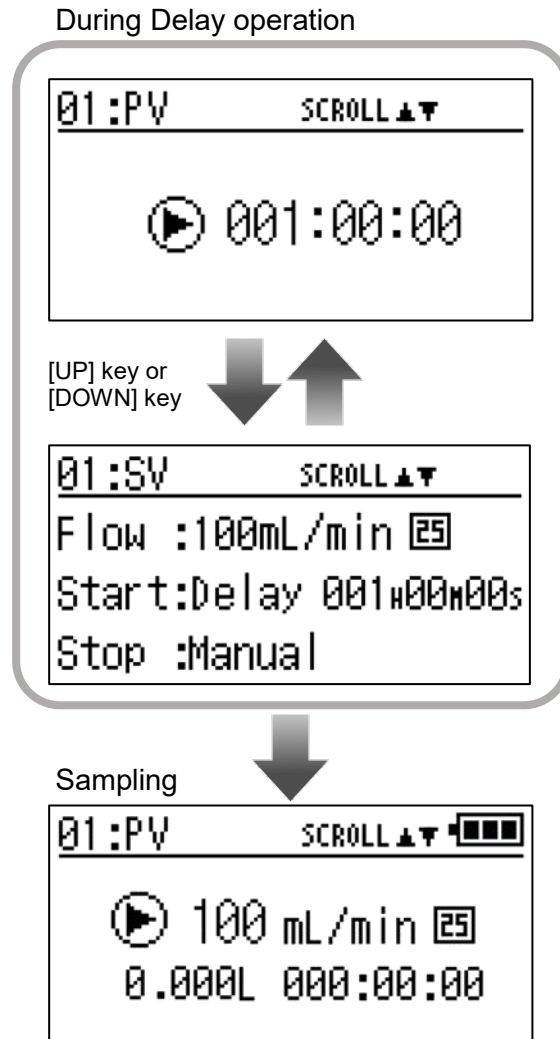 During Delay operation
01:PV SCROLL▲▼
001:00:00
[UP] key or
[DOWN] key
01:SV SCROLL▲▼
Flow :100mL/min 25
Start:Delay 001H00M00s
Stop :Manual
Sampling
01:PV SCROLL▲▼
100 mL/min 25
0.000L 000:00:00